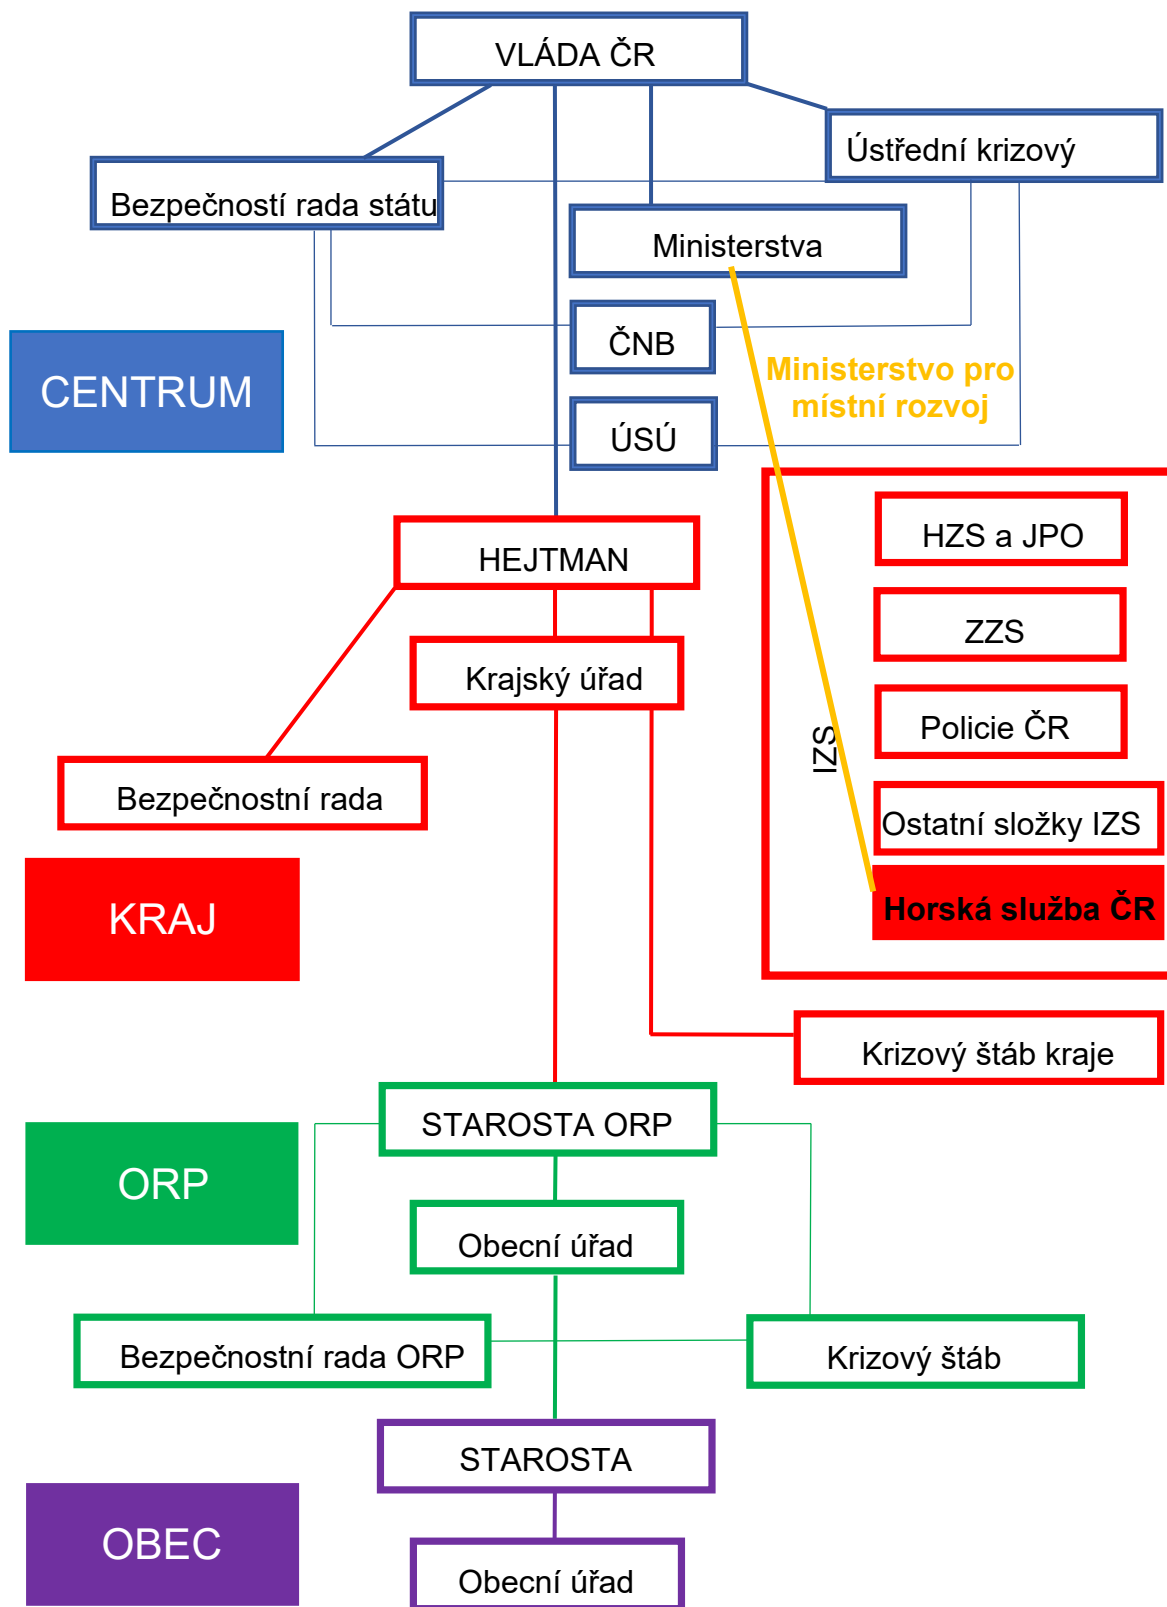 VLÁDA ČR
Ústřední krizový
Bezpečností rada státu
Ministerstva
ČNB
CENTRUM
Ministerstvo pro
místní rozvoj
ÚSÚ
HZS a JPO
HEJTMAN
ZZS
Krajský úřad
Policie ČR
IZS
Bezpečnostní rada
Ostatní složky IZS
KRAJ
Horská služba ČR
Krizový štáb kraje
STAROSTA ORP
ORP
Obecní úřad
Bezpečnostní rada ORP
Krizový štáb
STAROSTA
OBEC
Obecní úřad